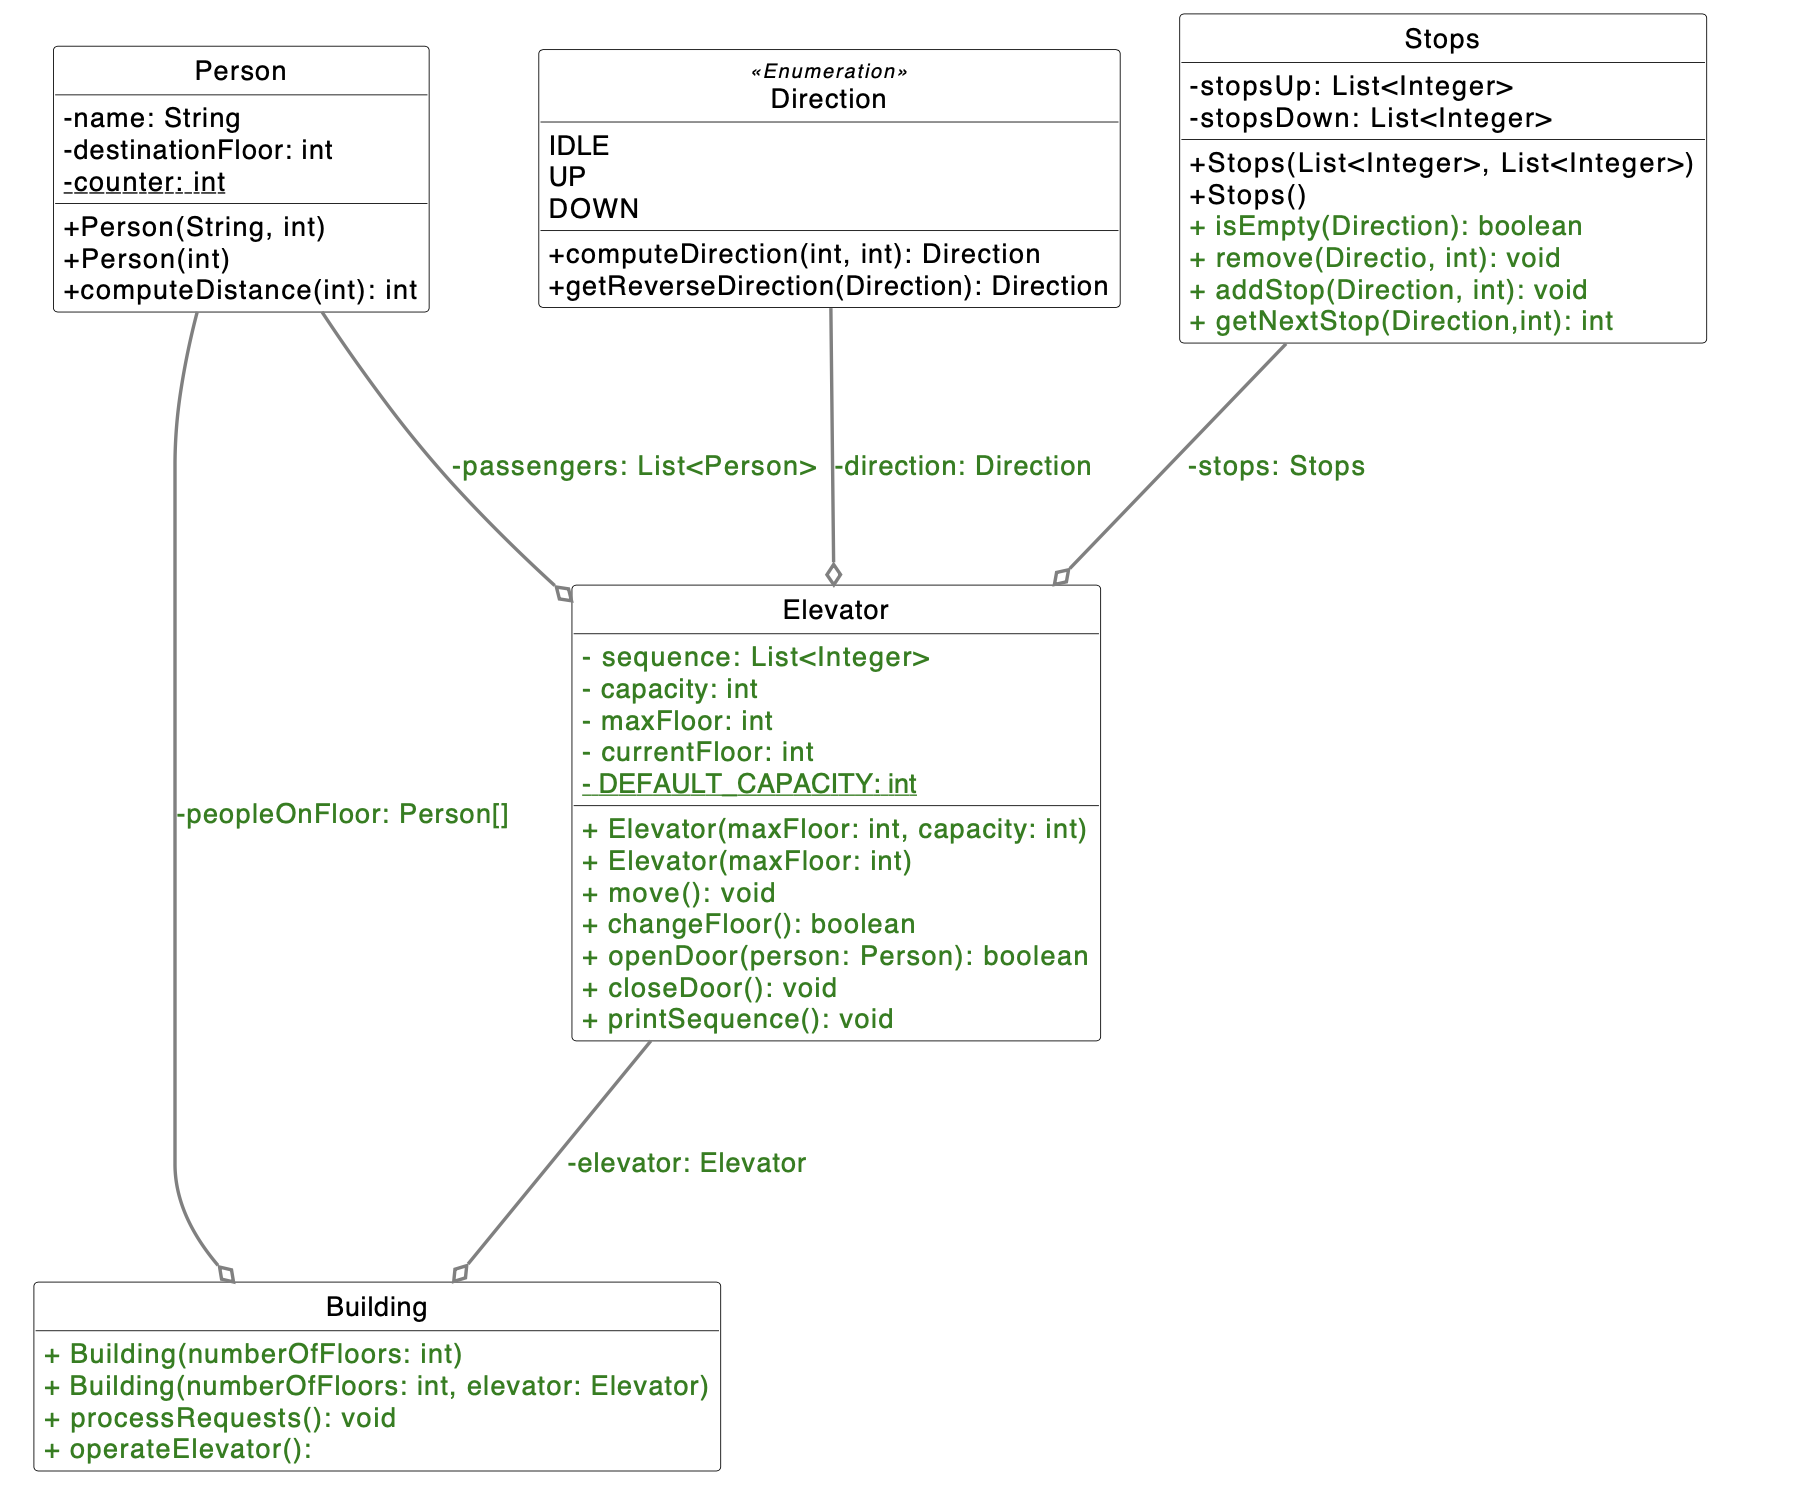 Person
-name: String
-destinationFloor: int
-counter: int
+Person(String, int)
+Person(int)
+computeDistance(int): int
«Enumeration»
Direction
IDLE
UP
DOWN
+computeDirection(int, int): Direction
+getReverseDirection(Direction): Direction
Stops
-stopsUp: List<Integer>
-stopsDown: List<Integer>
+Stops(List<Integer>, List<Integer>)
+Stops()
+ isEmpty(Direction): boolean
+ remove(Directio, int): void
+ addStop(Direction, int): void
+ getNextStop(Direction,int): int
-passengers: List<Person>
-direction: Direction
-stops: Stops
Elevator
- sequence: List<Integer>
- capacity: int
- maxFloor: int
- currentFloor: int
- DEFAULT_CAPACITY: int
+ Elevator(maxFloor: int, capacity: int)
+ Elevator(maxFloor: int)
+ move(): void
+ changeFloor(): boolean
+ openDoor(person: Person): boolean
+ closeDoor(): void
+ printSequence(): void
-peopleOnFloor: Person[]
-elevator: Elevator
Building
+ Building(numberOfFloors: int)
+ Building(numberOfFloors: int, elevator: Elevator)
+ processRequests(): void
+ operateElevator():